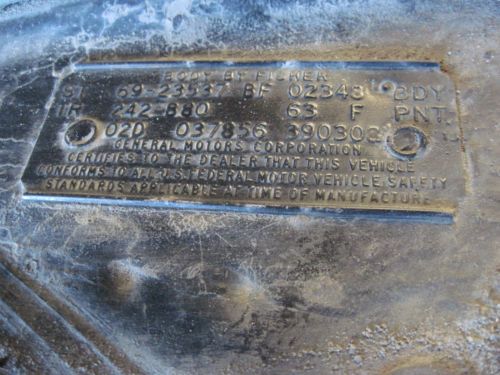 BODY BY FISHER
ST 69-23537 BF 02348 BDY
TR 242-B80 63 F PNT.
02D 037856 390302
GENERAL MOTORS CORPORATION
CERTIFIES TO THE DEALER THAT THIS VEHICLE
CONFORMS TO ALL U.S. FEDERAL MOTOR VEHICLE SAFETY
STANDARDS APPLICABLE AT TIME OF MANUFACTURE